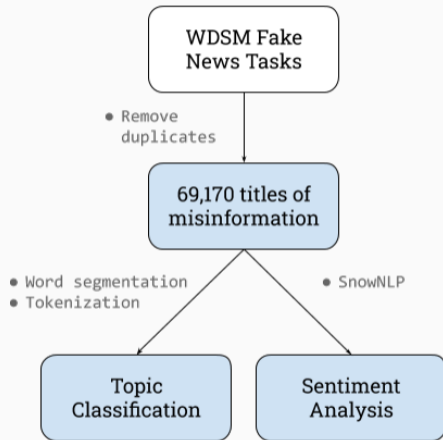 WDSM Fake
News Tasks
● Remove
duplicates
69,170 titles of
misinformation
● Word segmentation
● Tokenization
● SnowNLP
Topic
Classification
Sentiment
Analysis